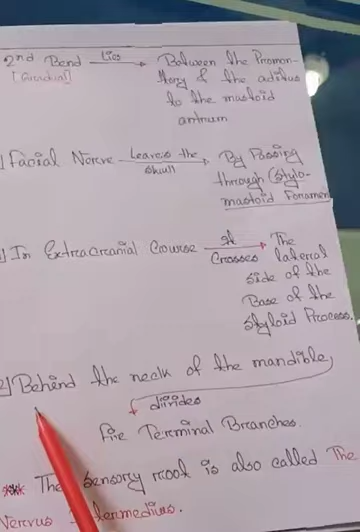 2nd Bend Lies → Between the Promon-
[Gradual] tory & the aditus
to the mastoid
antrum
Facial Nerve Leaves the skull → By Passing
through (Stylo-
mastoid Foramen
In Extracranial Course it Crosses → The
lateral
side of the
Base of the
Styloid Process.
Behind the neck of the mandible
divides
Five Terminal Branches.
*** The sensory root is also called The
Nervus